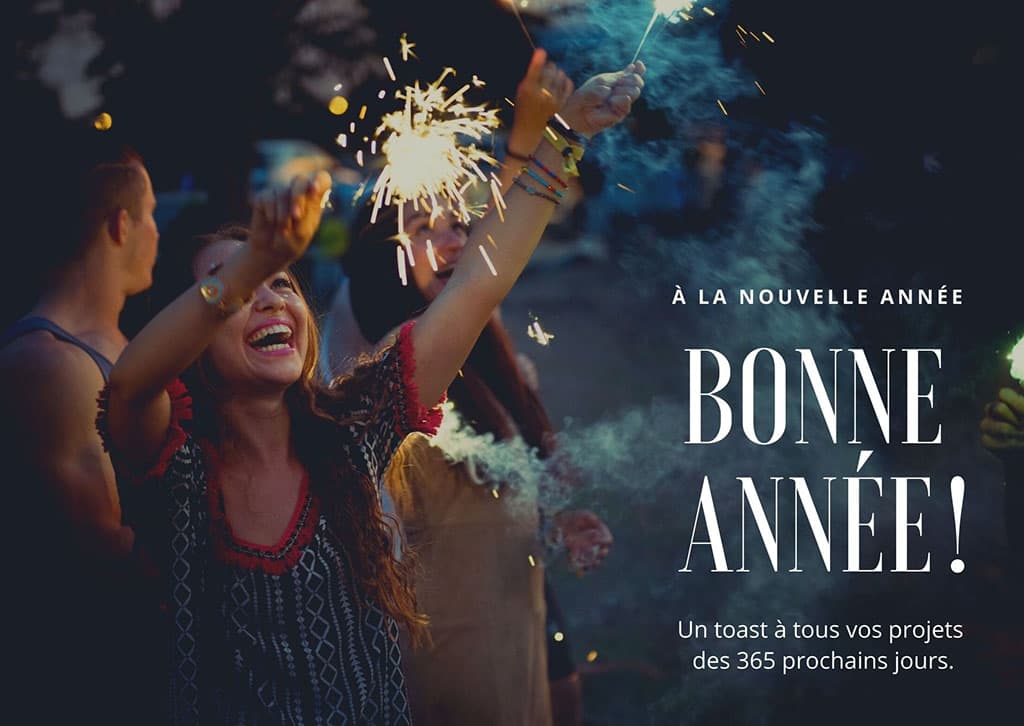 À LA NOUVELLE ANNÉE
BONNE
ANNÉE !
Un toast à tous vos projets
des 365 prochains jours.